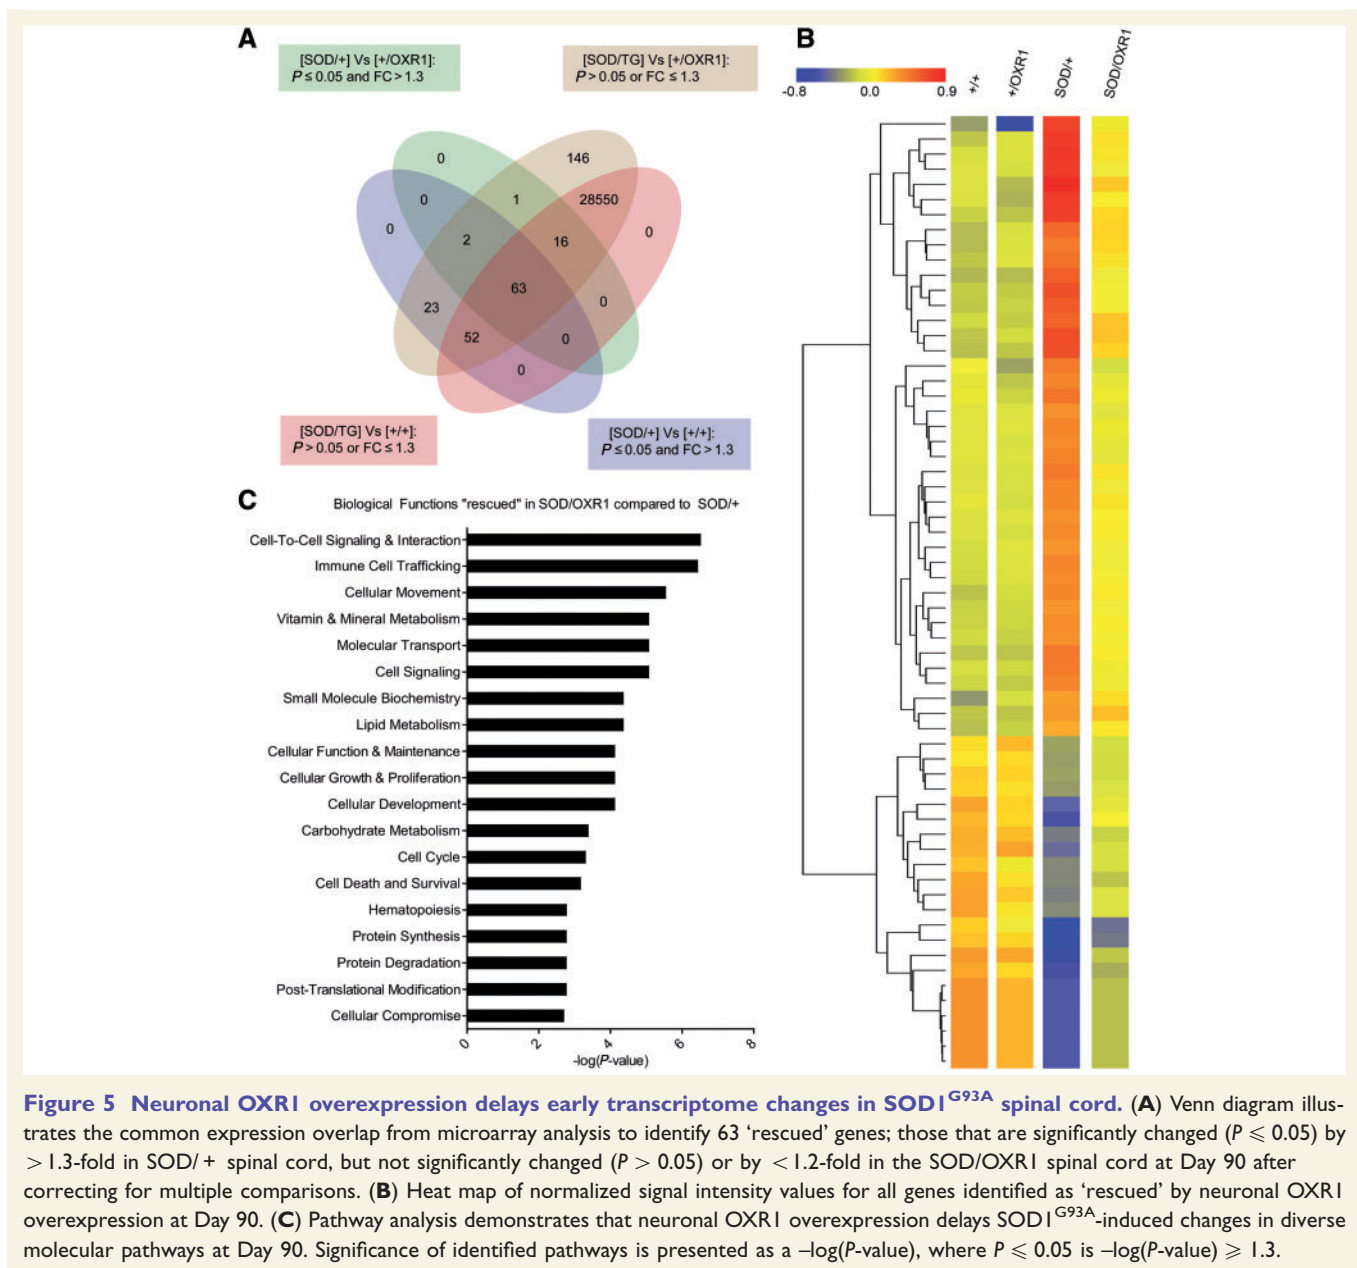 A
[SOD/+] Vs [+/OXR1]:
P ≤ 0.05 and FC > 1.3
[SOD/TG] Vs [+/OXR1]:
P > 0.05 or FC ≤ 1.3
0
146
0
1
28550
0
2
16
0
63
23
0
52
0
0
[SOD/TG] Vs [+/+]:
P > 0.05 or FC ≤ 1.3
[SOD/+] Vs [+/+]:
P ≤ 0.05 and FC > 1.3
B
-0.8
0.0
0.9
+/+
+/OXR1
SOD/+
SOD/OXR1
C
Biological Functions "rescued" in SOD/OXR1 compared to SOD/+
Cell-To-Cell Signaling & Interaction
Immune Cell Trafficking
Cellular Movement
Vitamin & Mineral Metabolism
Molecular Transport
Cell Signaling
Small Molecule Biochemistry
Lipid Metabolism
Cellular Function & Maintenance
Cellular Growth & Proliferation
Cellular Development
Carbohydrate Metabolism
Cell Cycle
Cell Death and Survival
Hematopoiesis
Protein Synthesis
Protein Degradation
Post-Translational Modification
Cellular Compromise
0 2 4 6 8
-log(P-value)
Figure 5 Neuronal OXR1 overexpression delays early transcriptome changes in SOD1G93A spinal cord. (A) Venn diagram illus-
trates the common expression overlap from microarray analysis to identify 63 ‘rescued’ genes; those that are significantly changed (P ≤ 0.05) by
>1.3-fold in SOD/+ spinal cord, but not significantly changed (P > 0.05) or by <1.2-fold in the SOD/OXR1 spinal cord at Day 90 after
correcting for multiple comparisons. (B) Heat map of normalized signal intensity values for all genes identified as ‘rescued’ by neuronal OXR1
overexpression at Day 90. (C) Pathway analysis demonstrates that neuronal OXR1 overexpression delays SOD1G93A-induced changes in diverse
molecular pathways at Day 90. Significance of identified pathways is presented as a –log(P-value), where P ≤ 0.05 is –log(P-value) ≥ 1.3.